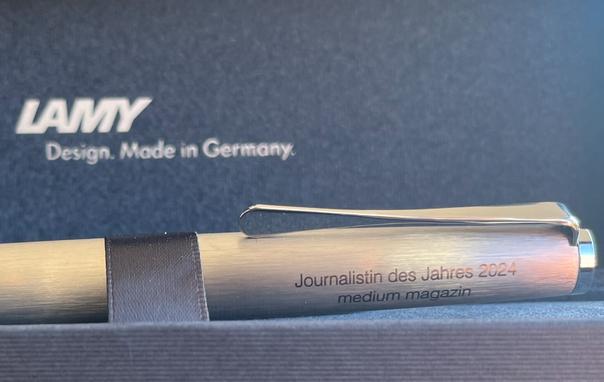 LAMY
Design. Made in Germany.
Journalistin des Jahres 2024
medium magazin